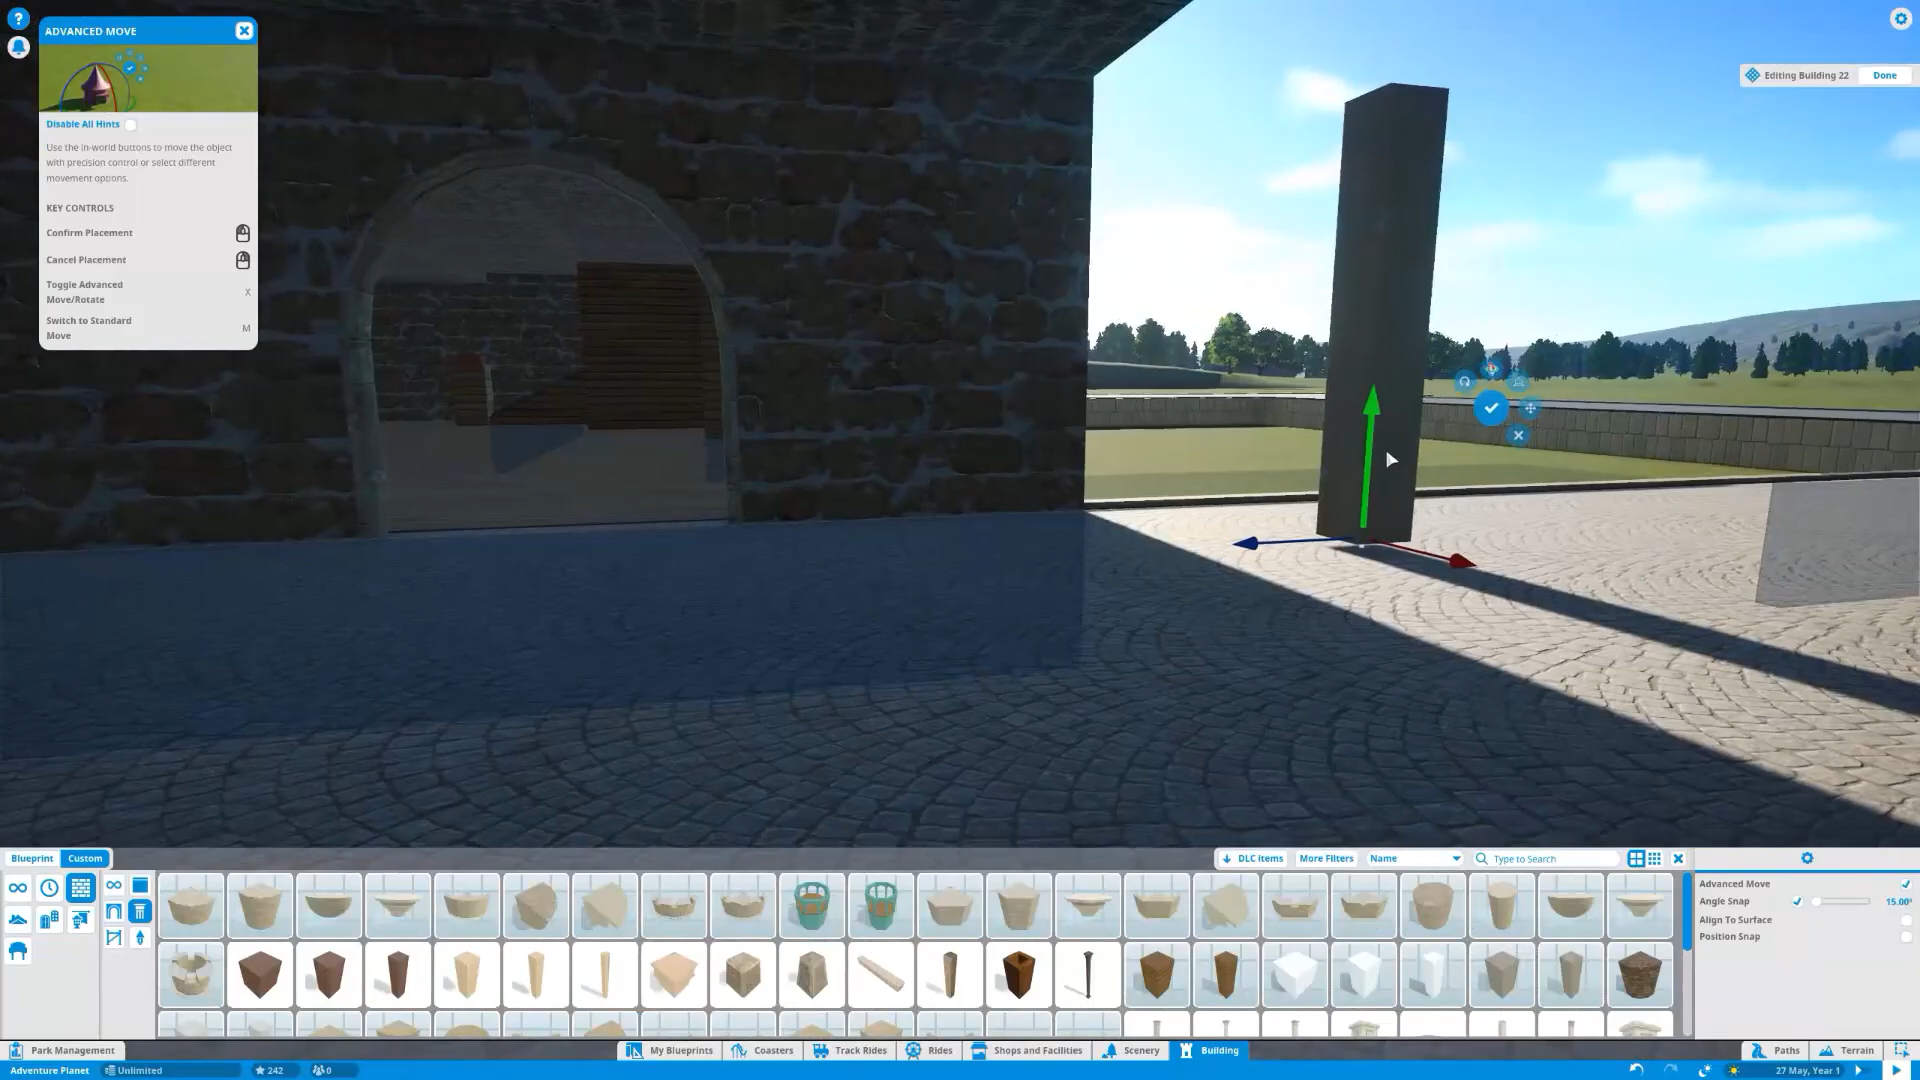 ?
ADVANCED MOVE
Disable All Hints
Use the in-world buttons to move the object
with precision control or select different
movement options.
KEY CONTROLS
Confirm Placement
Cancel Placement
Toggle Advanced
Move/Rotate
X
Switch to Standard
Move
M
Editing Building 22
Done
Blueprint
Custom
DLC Items
More Filters
Name
Type to Search
Advanced Move
Angle Snap
15.00°
Align To Surface
Position Snap
Park Management
My Blueprints
Coasters
Track Rides
Rides
Shops and Facilities
Scenery
Building
Paths
Terrain
Adventure Planet
Unlimited
242
0
27 May, Year 1